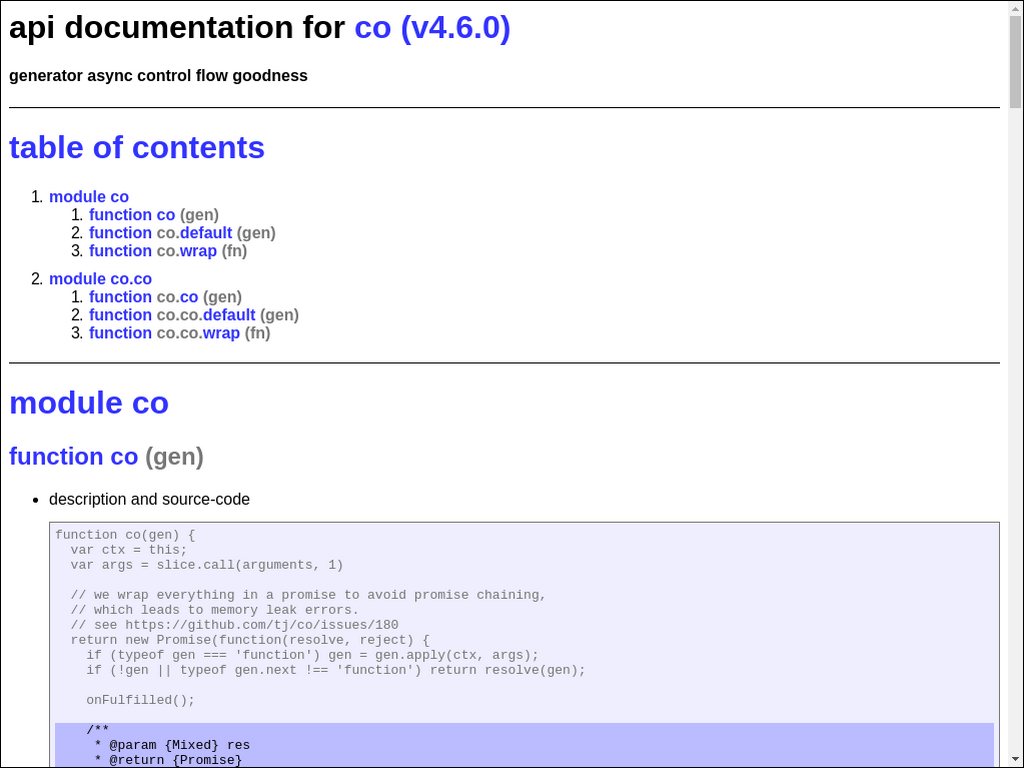 api documentation for co (v4.6.0)
generator async control flow goodness
table of contents
1. module co
1. function co (gen)
2. function co.default (gen)
3. function co.wrap (fn)
2. module co.co
1. function co.co (gen)
2. function co.co.default (gen)
3. function co.co.wrap (fn)
module co
function co (gen)
• description and source-code
function co(gen) {
  var ctx = this;
  var args = slice.call(arguments, 1)

  // we wrap everything in a promise to avoid promise chaining,
  // which leads to memory leak errors.
  // see https://github.com/tj/co/issues/180
  return new Promise(function(resolve, reject) {
    if (typeof gen === 'function') gen = gen.apply(ctx, args);
    if (!gen || typeof gen.next !== 'function') return resolve(gen);

    onFulfilled();

    /**
     * @param {Mixed} res
     * @return {Promise}